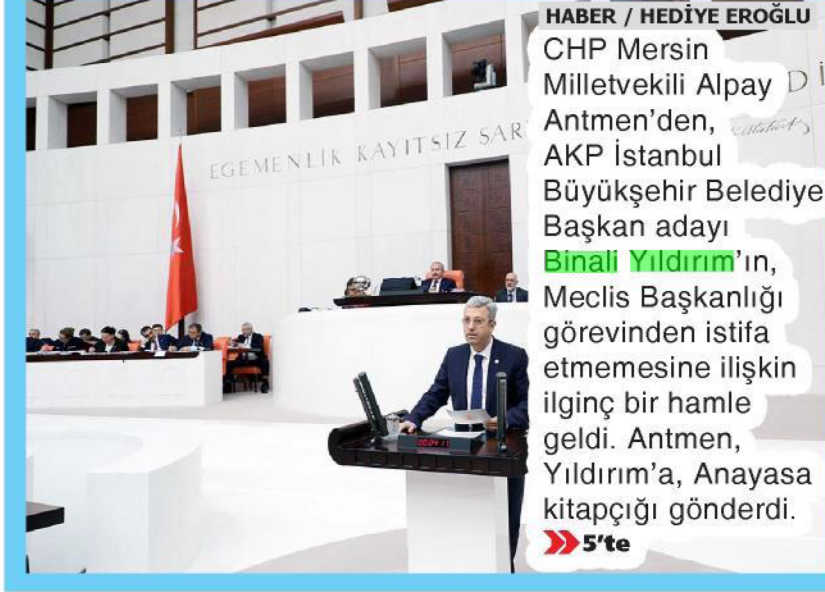 HABER / HEDİYE EROĞLU
CHP Mersin
Milletvekili Alpay
Antmen’den,
AKP İstanbul
Büyükşehir Belediye
Başkan adayı
Binali Yıldırım’ın,
Meclis Başkanlığı
görevinden istifa
etmemesine ilişkin
ilginç bir hamle
geldi. Antmen,
Yıldırım’a, Anayasa
kitapçığı gönderdi.
5’te
EGEMENLİK KAYITSIZ ŞAR